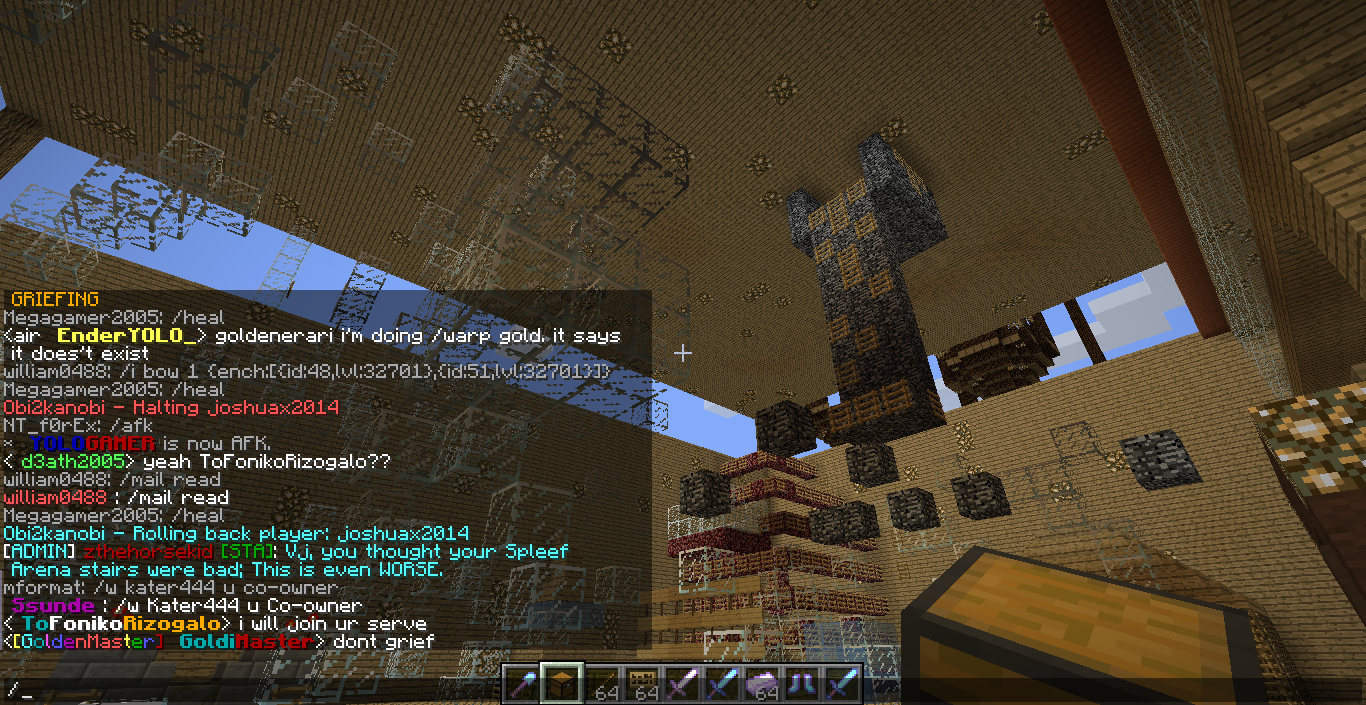 GRIEFING
Megagamer2005: /heal
<air EnderYOLO_> goldenerari i'm doing /warp gold. it says
it does't exist
william0488: /i bow 1 {ench:[{id:48,lvl:32701},{id:51,lvl:32701}]}
Megagamer2005: /heal
Obi2kanobi - Halting joshuax2014
NT_f0rEx: /afk
* YOLOGAMER is now AFK.
< d3ath2005> yeah ToFonikoRizogalo??
william0488: /mail read
william0488 : /mail read
Megagamer2005: /heal
Obi2kanobi - Rolling back player: joshuax2014
[ADMIN] zthehorsekid [STA]: Vj, you thought your Spleef
Arena stairs were bad; This is even WORSE.
mformat: /w kater444 u co-owner
Ssunde : /w Kater444 u Co-owner
< ToFonikoRizogalo> i will join ur serve
<[GoldenMaster] GoldiMaster> dont grief
64 64 64
/_